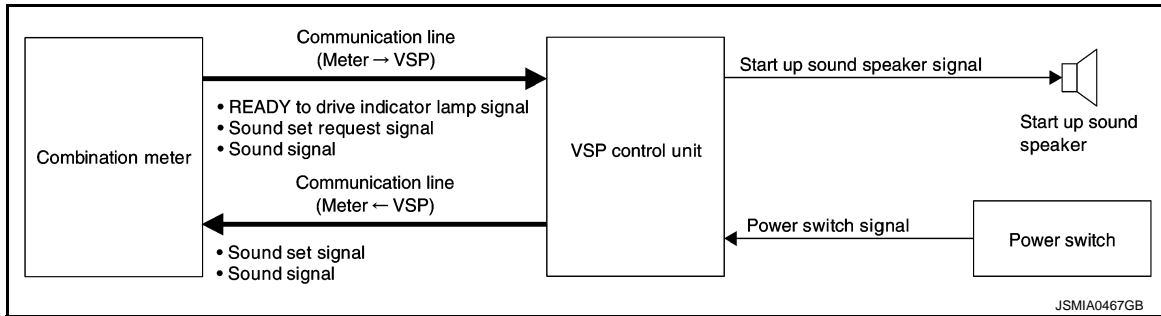 Combination meter
Communication line
(Meter → VSP)
• READY to drive indicator lamp signal
• Sound set request signal
• Sound signal
Communication line
(Meter ← VSP)
• Sound set signal
• Sound signal
VSP control unit
Start up sound speaker signal
Start up sound
speaker
Power switch signal
Power switch
JSMIA0467GB